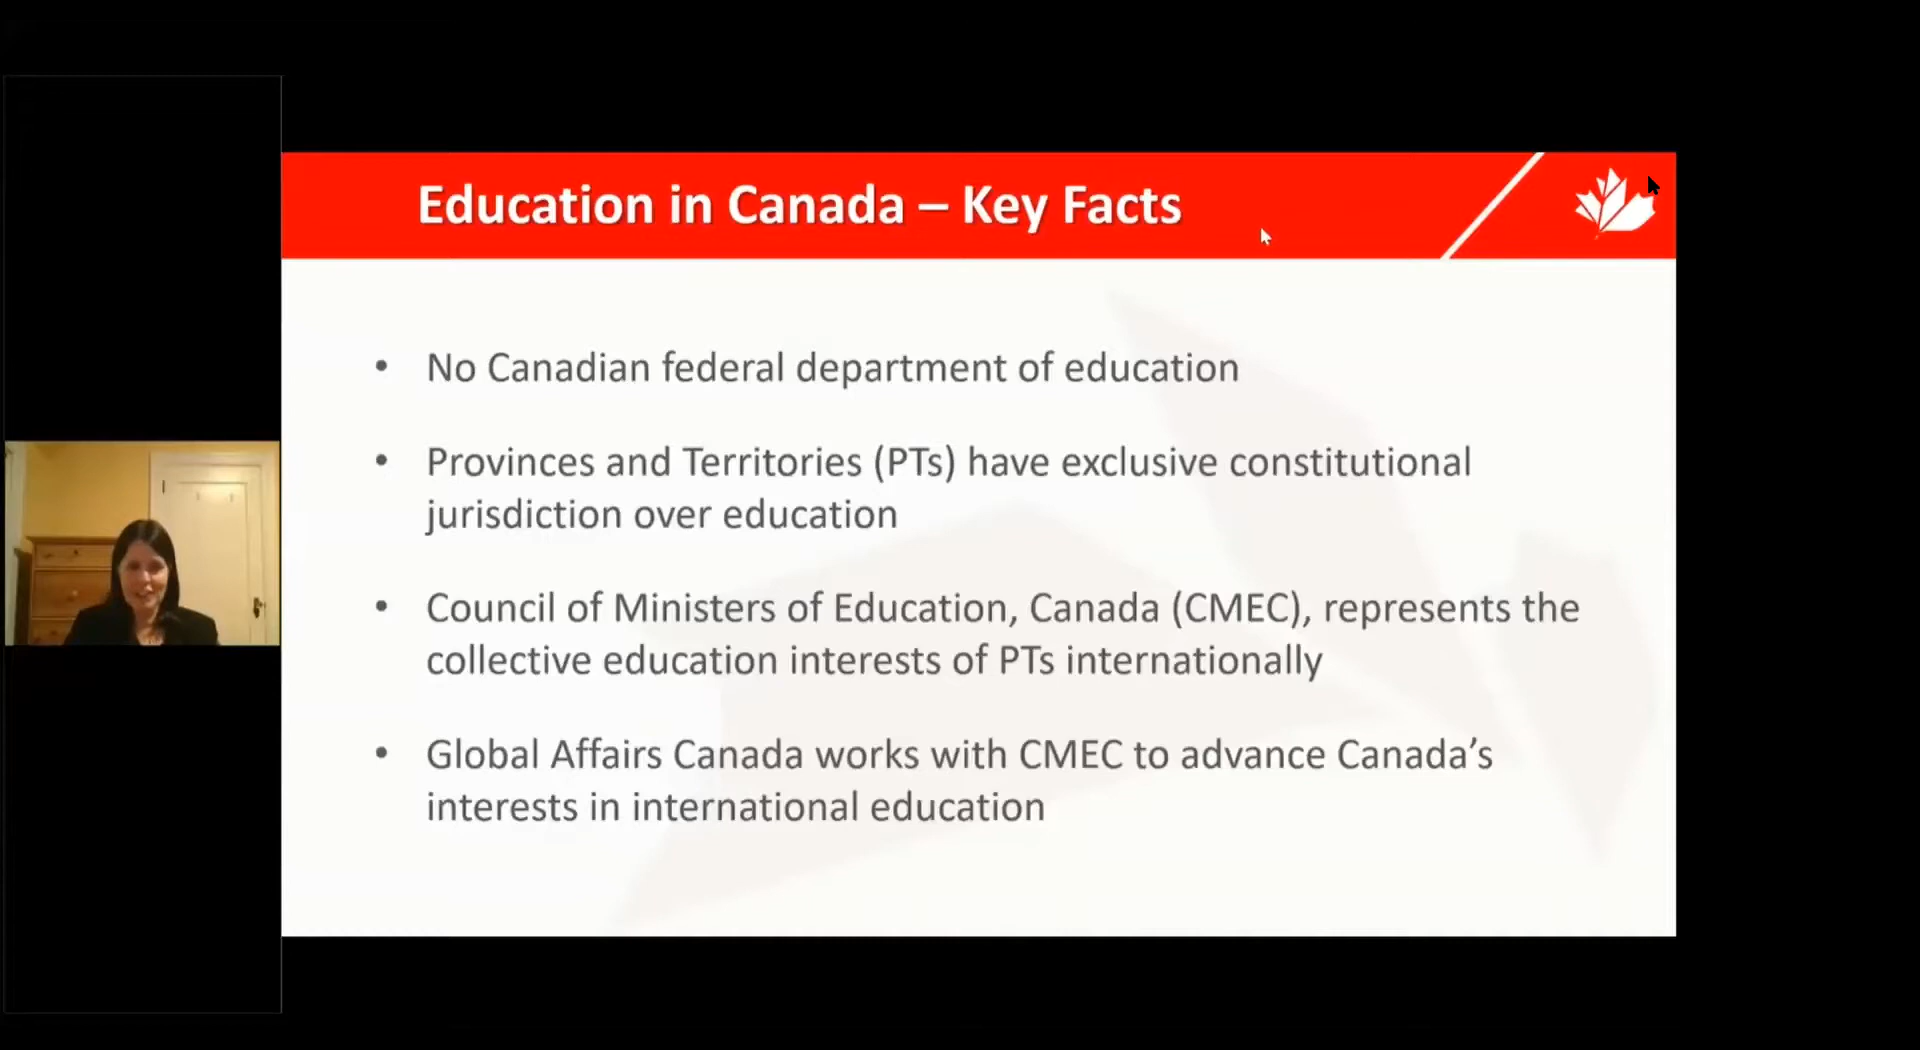 Education in Canada – Key Facts
• No Canadian federal department of education
• Provinces and Territories (PTs) have exclusive constitutional
jurisdiction over education
• Council of Ministers of Education, Canada (CMEC), represents the
collective education interests of PTs internationally
• Global Affairs Canada works with CMEC to advance Canada’s
interests in international education